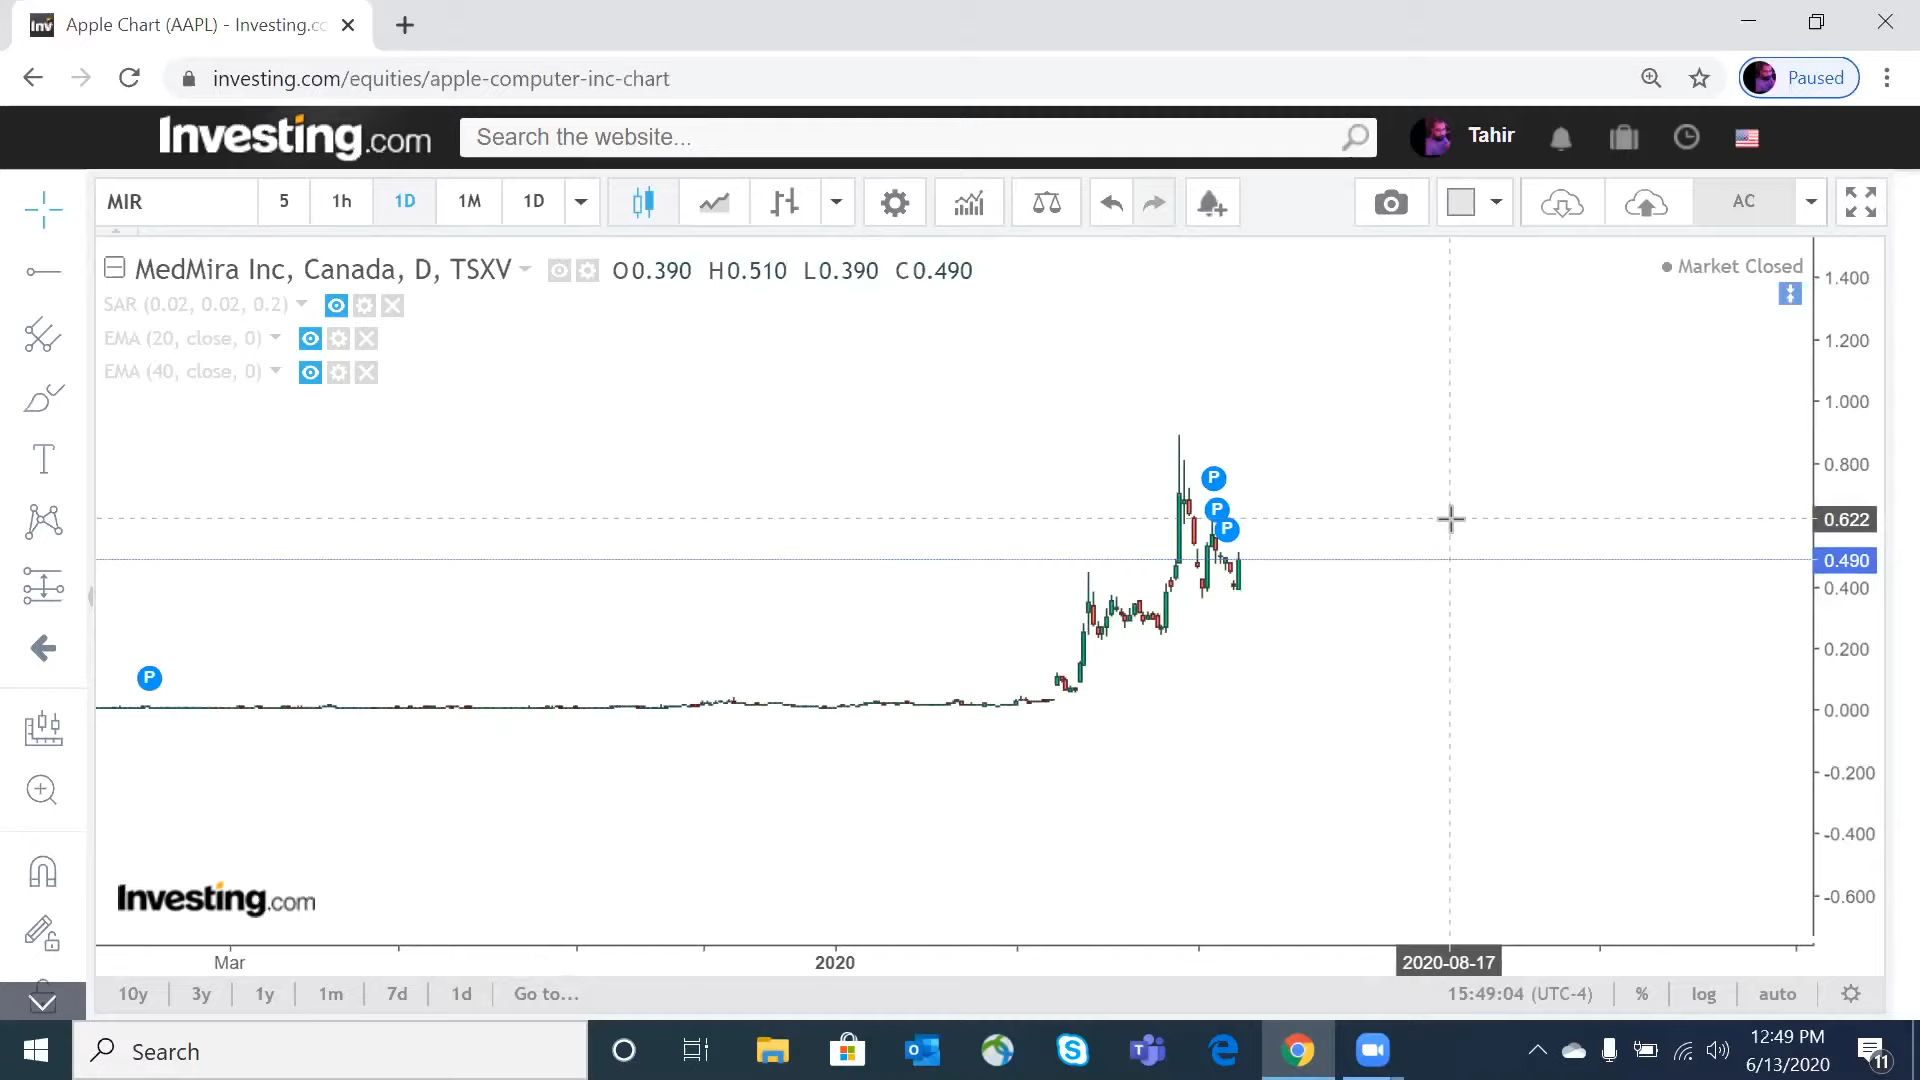 Inv Apple Chart (AAPL) - Investing.co
investing.com/equities/apple-computer-inc-chart
Paused
Investing.com
Search the website...
Tahir
MIR 5 1h 1D 1M 1D
AC
MedMira Inc, Canada, D, TSXV O0.390 H0.510 L0.390 C0.490
Market Closed
SAR (0.02, 0.02, 0.2)
EMA (20, close, 0)
EMA (40, close, 0)
1.400
1.200
1.000
0.800
0.622
0.490
0.400
0.200
0.000
-0.200
-0.400
-0.600
P
P
P
P
T
Investing.com
Mar 2020 2020-08-17
10y 3y 1y 1m 7d 1d Go to... 15:49:04 (UTC-4) % log auto
Search
12:49 PM
6/13/2020
11